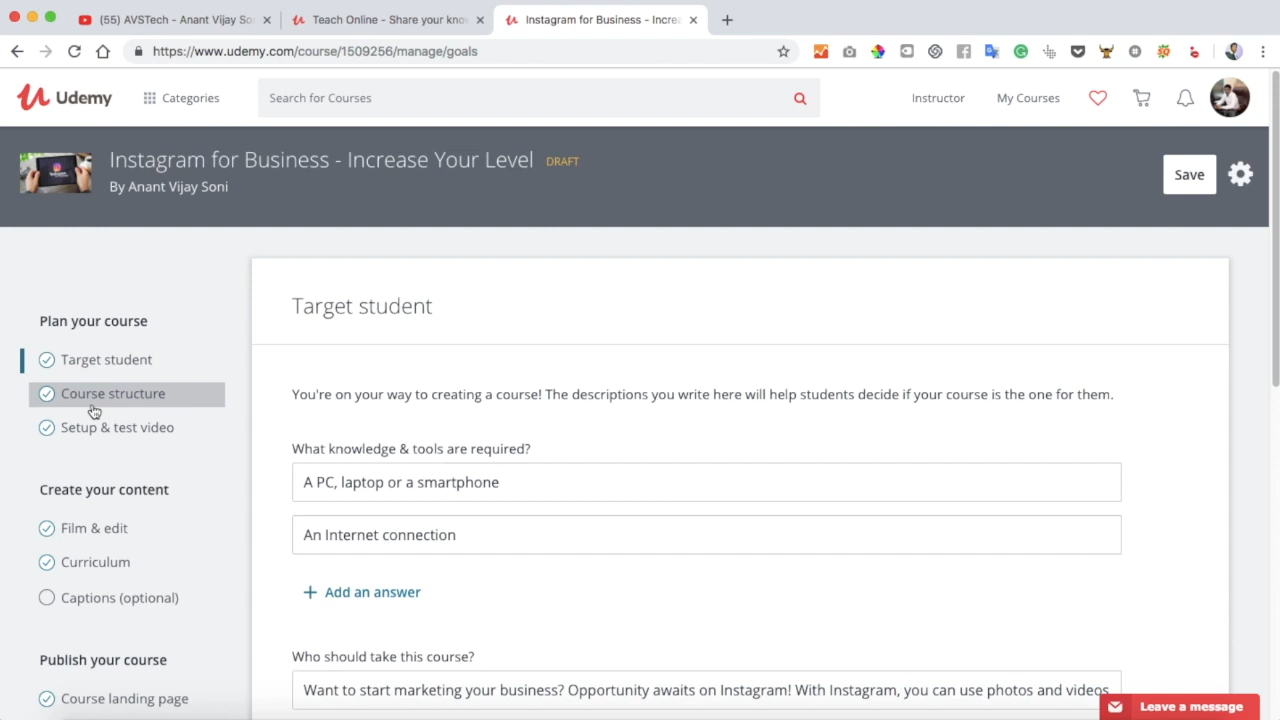 (55) AVSTech - Anant Vijay So
Teach Online - Share your kno
Instagram for Business - Increa
https://www.udemy.com/course/1509256/manage/goals
Udemy
Categories
Search for Courses
Instructor
My Courses
Instagram for Business - Increase Your Level DRAFT
By Anant Vijay Soni
Save
Plan your course
Target student
Course structure
Setup & test video
Create your content
Film & edit
Curriculum
Captions (optional)
Publish your course
Course landing page
Target student
You're on your way to creating a course! The descriptions you write here will help students decide if your course is the one for them.
What knowledge & tools are required?
A PC, laptop or a smartphone
An Internet connection
+ Add an answer
Who should take this course?
Want to start marketing your business? Opportunity awaits on Instagram! With Instagram, you can use photos and videos
Leave a message